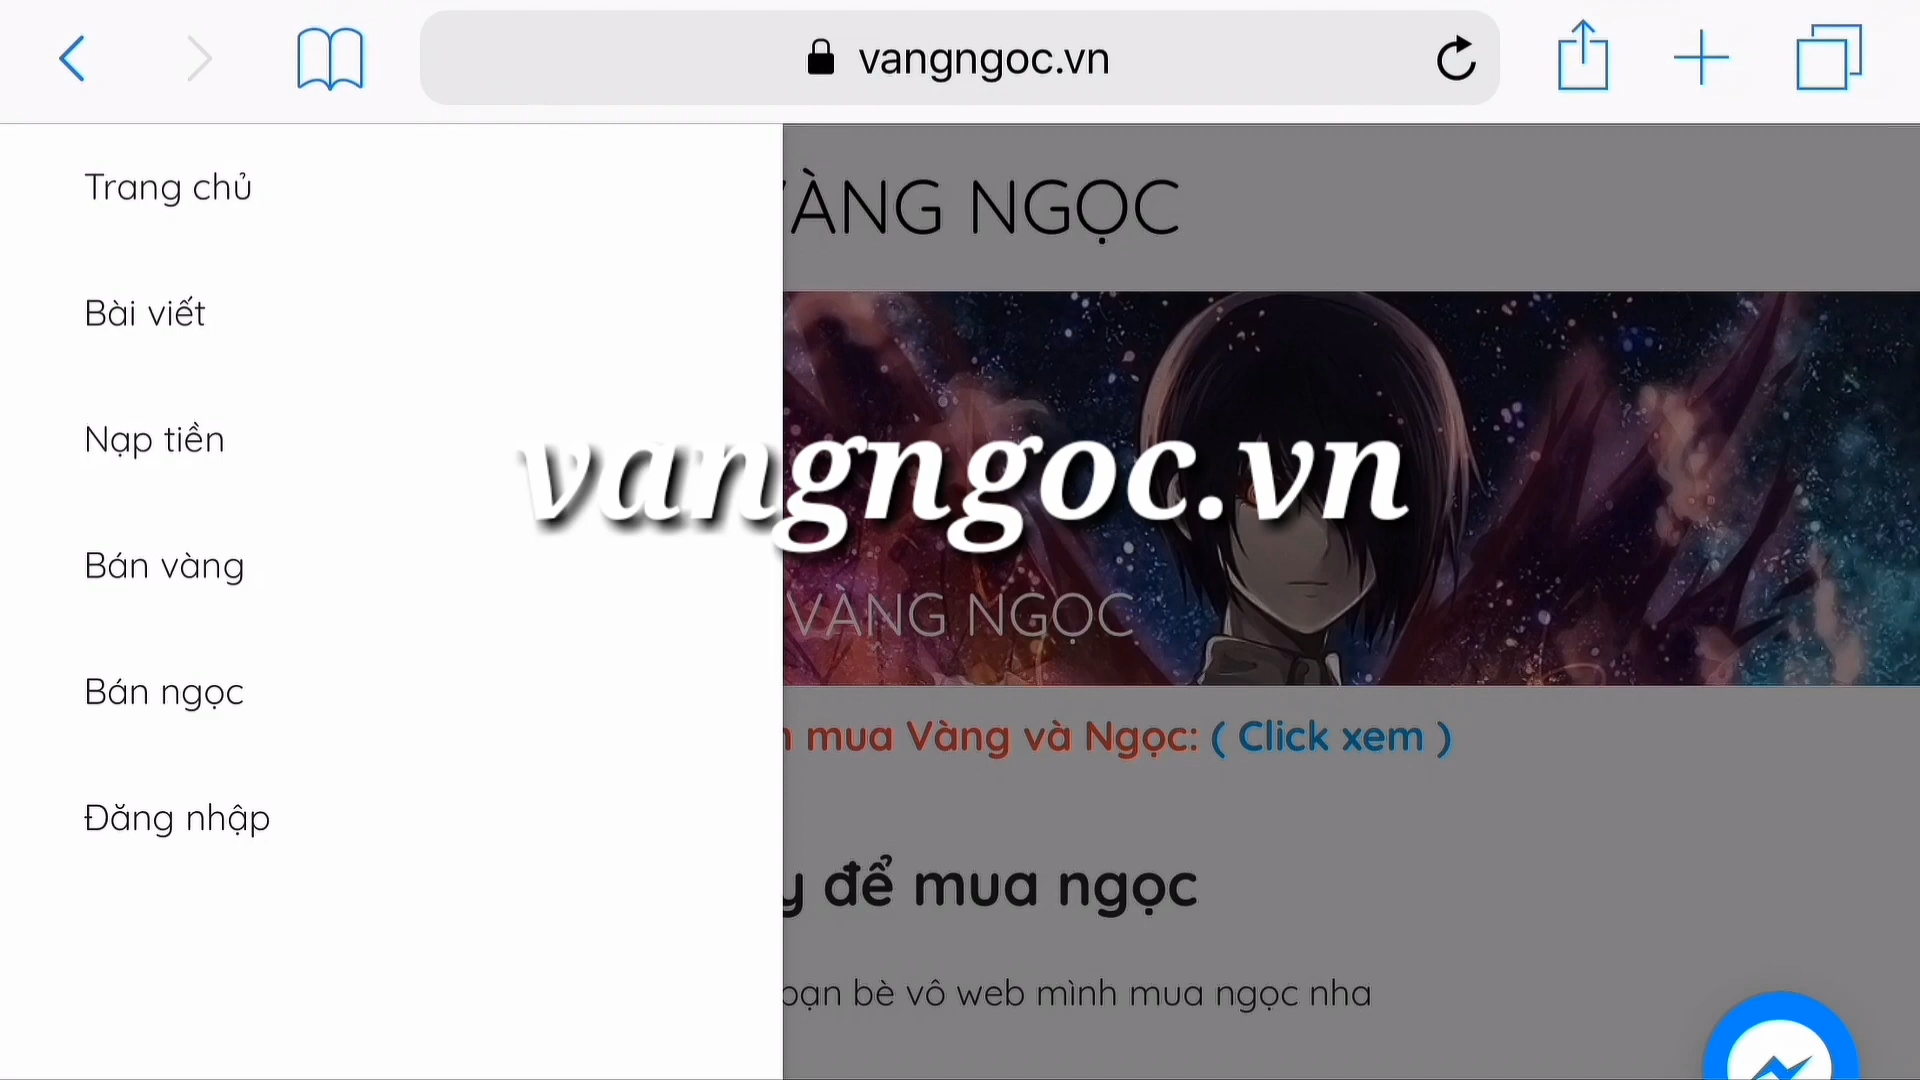 vangngoc.vn
Trang chủ
Bài viết
Nạp tiền
Bán vàng
Bán ngọc
Đăng nhập
VÀNG NGỌC
vangngoc.vn
VÀNG NGỌC
mua Vàng và Ngọc: ( Click xem )
để mua ngọc
bạn bè vô web mình mua ngọc nha